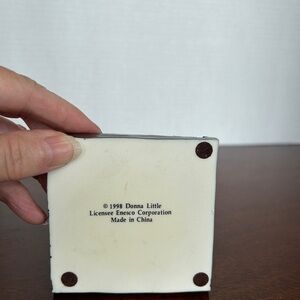 © 1998 Donna Little
Licensee Enesco Corporation
Made in China